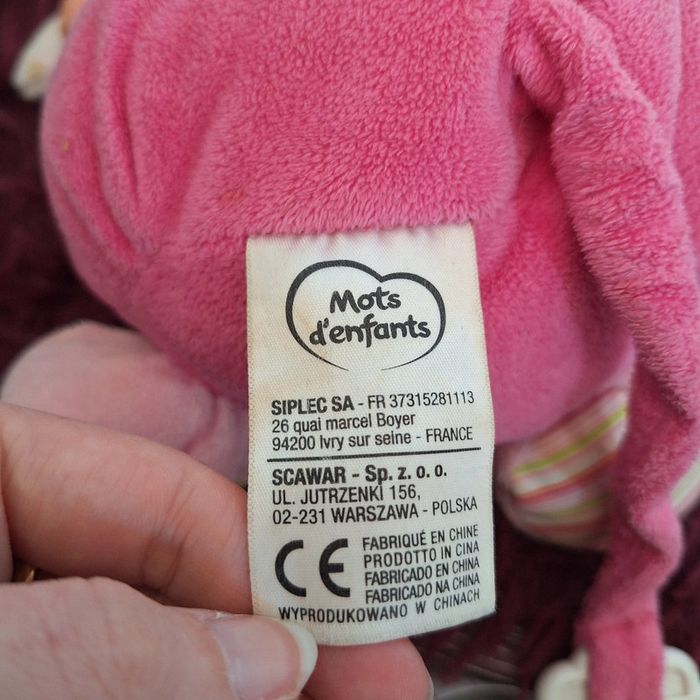 Mots
d'enfants
SIPLEC SA - FR 37315281113
26 quai marcel Boyer
94200 Ivry sur seine - FRANCE
SCAWAR - Sp. z. o. o.
UL. JUTRZENKI 156,
02-231 WARSZAWA - POLSKA
CE
FABRIQUÉ EN CHINE
PRODOTTO IN CINA
FABRICADO EN CHINA
FABRICADO NA CHINA
WYPRODUKOWANO W CHINACH